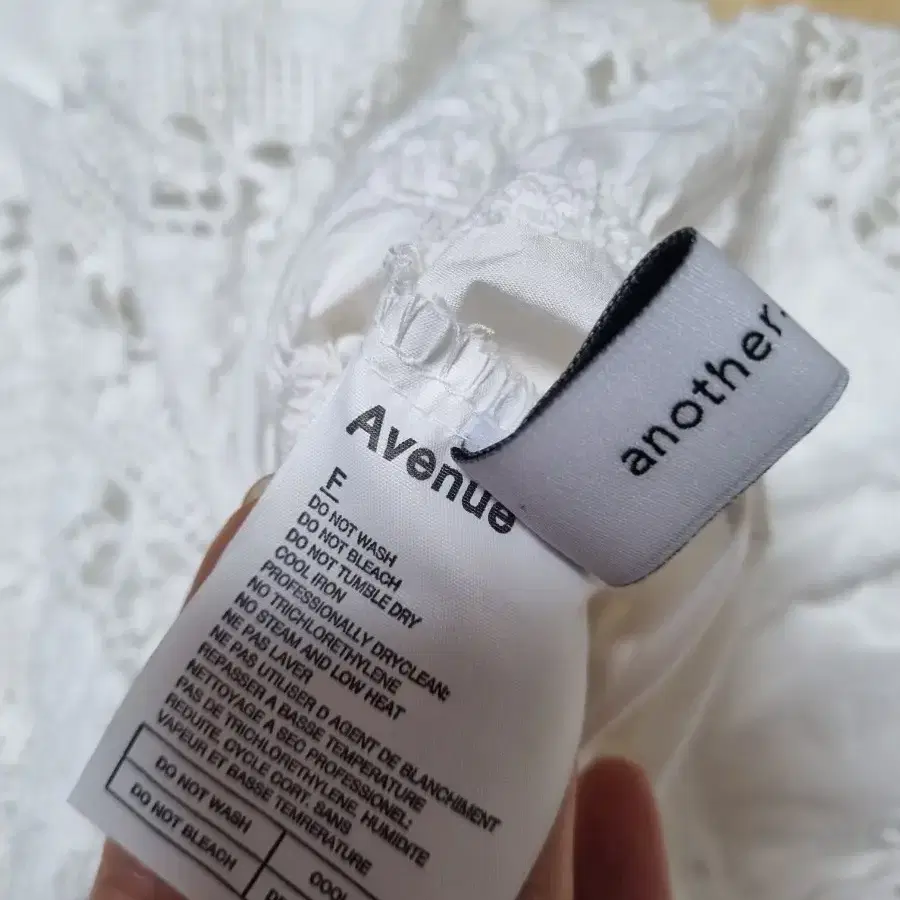 another.
Avenue
F
DO NOT WASH
DO NOT BLEACH
DO NOT TUMBLE DRY
COOL IRON
PROFESSIONALLY DRYCLEAN:
NO TRICHLORETHYLENE
NO STEAM AND LOW HEAT
NE PAS LAVER
NE PAS UTILISER D AGENT DE BLANCHIMENT
REPASSER A BASSE TEMPERATURE
NETTOYAGE A SEC PROFESSIONEL:
PAS DE TRICHLORETHYLENE. HUMIDITE
REDUITE. CYCLE CORT. SANS
VAPEUR ET BASSE TEMRERATURE
DO NOT WASH
COOL
DO NOT BLEACH